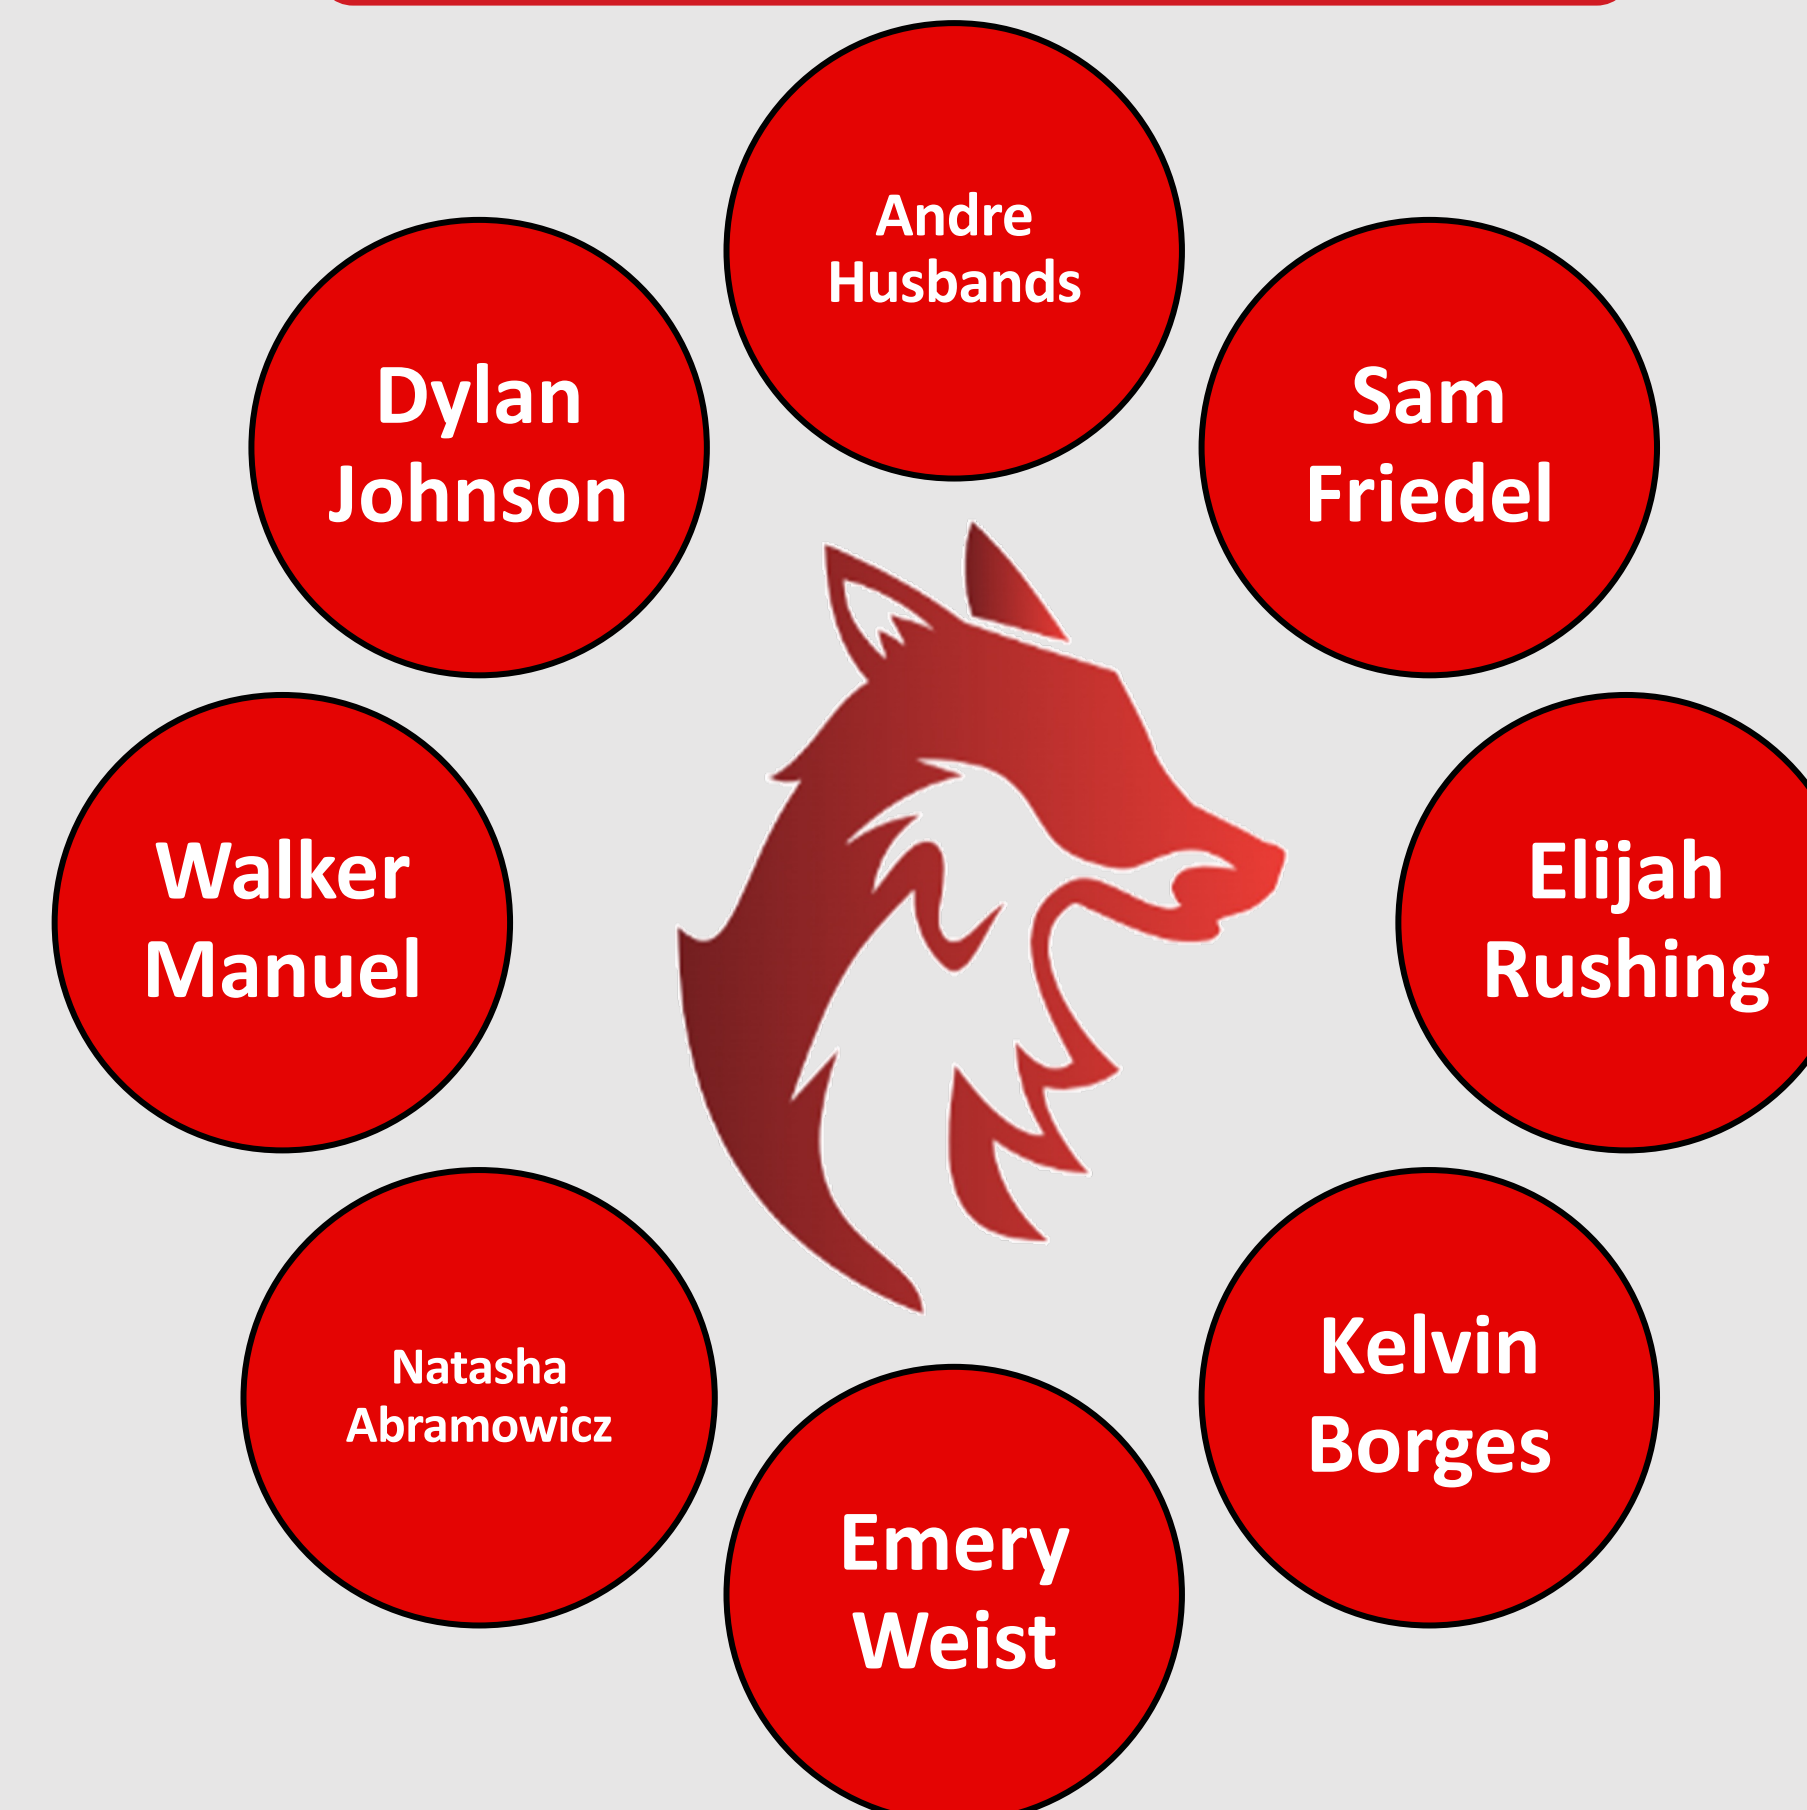 Andre
Husbands
Dylan
Johnson
Sam
Friedel
Walker
Manuel
Elijah
Rushing
Natasha
Abramowicz
Kelvin
Borges
Emery
Weist